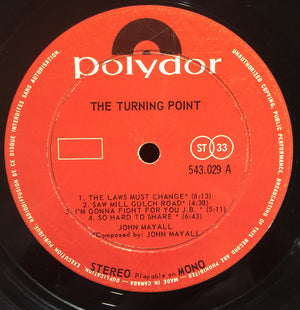 polydor
THE TURNING POINT
ST 33
543.029 A
1. THE LAWS MUST CHANGE* (6:13)
2. SAW MILL GULCH ROAD* (4:38)
3. I'M GONNA FIGHT FOR YOU J.B. * (5:11)
4. SO HARD TO SHARE * (6:43)
JOHN MAYALL
*Composed by: JOHN MAYALL
STEREO Playable on MONO
UNAUTHORIZED COPYING, PUBLIC PERFORMANCE, BROADCASTING OF THIS RECORD ARE PROHIBITED - MADE IN CANADA -